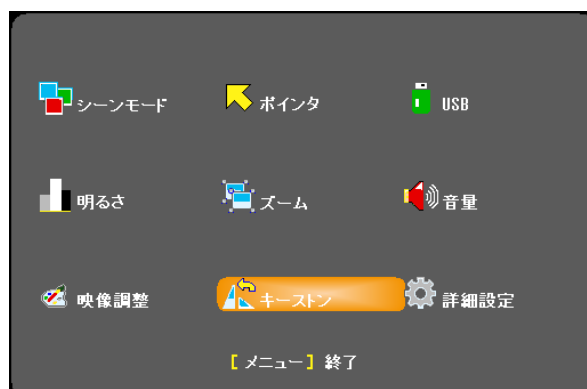 シーンモード ポインタ USB
明るさ ズーム 音量
映像調整 キーストン 詳細設定
[ メニュー] 終了